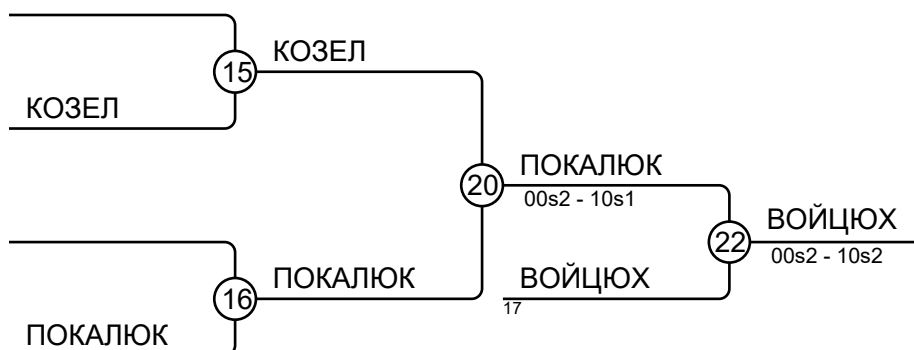 КОЗЕЛ
15
КОЗЕЛ
ПОКАЛЮК
20
00s2 - 10s1
ВОЙЦЮХ
22
00s2 - 10s2
ПОКАЛЮК
16
ВОЙЦЮХ
17
ПОКАЛЮК